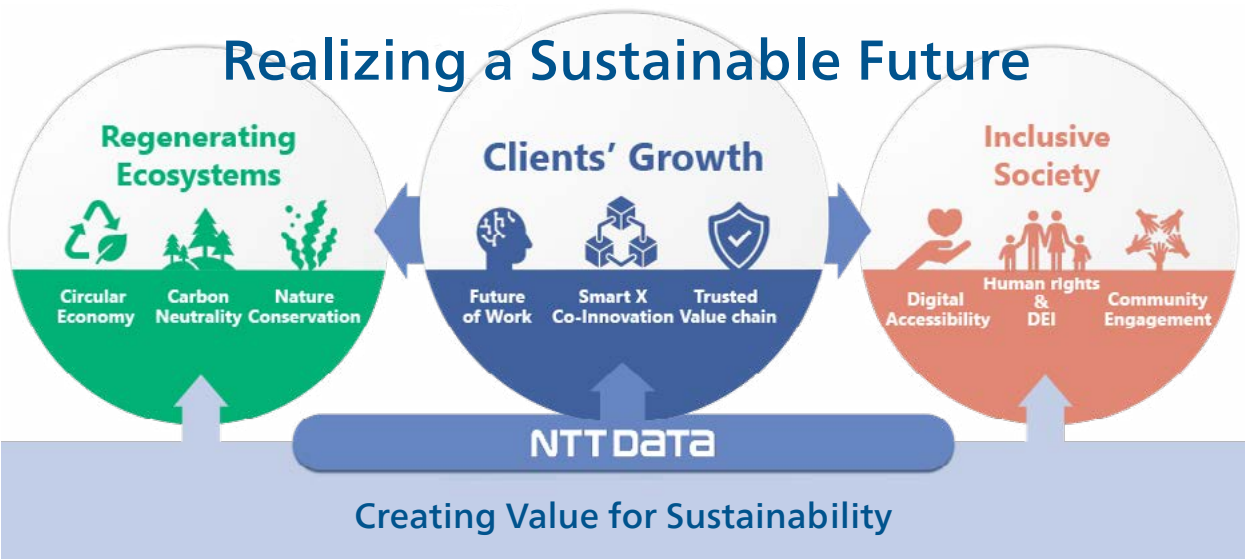 Realizing a Sustainable Future
Regenerating
Ecosystems
Circular
Economy
Carbon
Neutrality
Nature
Conservation
Clients' Growth
Future
of Work
Smart X
Co-Innovation
Trusted
Value chain
Inclusive
Society
Digital
Accessibility
Human rights
&
DEI
Community
Engagement
NTT DATA
Creating Value for Sustainability